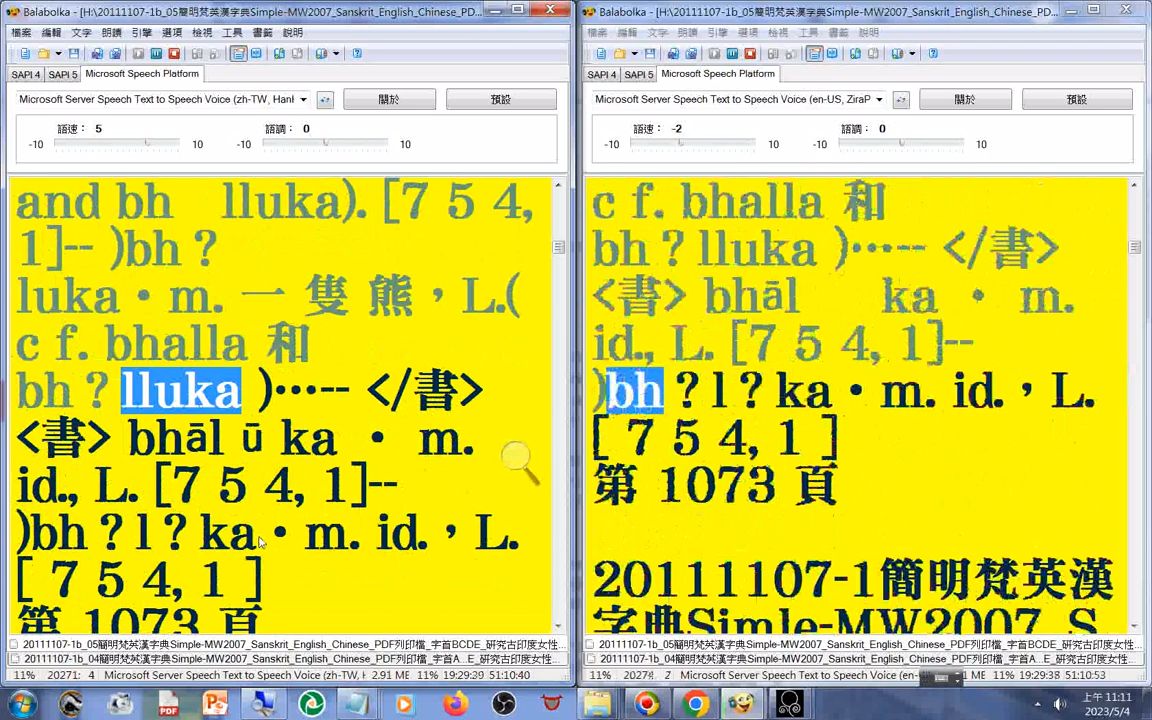 Balabolka - [H:\20111107-1b_05簡明梵英漢字典Simple-MW2007_Sanskrit_English_Chinese_PD...
檔案 編輯 文字 朗讀 引擎 選項 檢視 工具 書籤 說明
SAPI 4 SAPI 5 Microsoft Speech Platform
Microsoft Server Speech Text to Speech Voice (zh-TW, Hanl
關於 預設
語速： 5 語調： 0
-10 10 -10 10
and bh lluka). [7 5 4,
1]-- )bh ?
luka・m. 一 隻 熊，L.(
c f. bhalla 和
bh ? lluka )…-- </書>
<書> bhāl ū ka ・ m.
id., L. [7 5 4, 1]--
)bh ? l ? ka・m. id.，L.
[ 7 5 4, 1 ]
第 1073 頁
20111107-1b_05簡明梵英漢字典Simple-MW2007_Sanskrit_English_Chinese_PDF列印檔_字首BCDE_研究古印度女性...
20111107-1b_04簡明梵英漢字典Simple-MW2007_Sanskrit_English_Chinese_PDF列印檔_字首A...E_研究古印度女性...
11% 20271: 4 Microsoft Server Speech Text to Speech Voice (zh-TW, 2.91 MB 11% 19:29:39 51:10:40
Balabolka - [H:\20111107-1b_05簡明梵英漢字典Simple-MW2007_Sanskrit_English_Chinese_PD...
檔案 編輯 文字 朗讀 引擎 選項 檢視 工具 書籤 說明
SAPI 4 SAPI 5 Microsoft Speech Platform
Microsoft Server Speech Text to Speech Voice (en-US, ZiraP
關於 預設
語速： -2 語調： 0
-10 10 -10 10
c f. bhalla 和
bh ? lluka )…-- </書>
<書> bhāl ka ・ m.
id., L. [7 5 4, 1]--
)bh ? l ? ka・m. id.，L.
[ 7 5 4, 1 ]
第 1073 頁
20111107-1簡明梵英漢
字典Simle-MW2007_S
20111107-1b_05簡明梵英漢字典Simple-MW2007_Sanskrit_English_Chinese_PDF列印檔_字首BCDE_研究古印度女性...
20111107-1b_04簡明梵英漢字典Simple-MW2007_Sanskrit_English_Chinese_PDF列印檔_字首A...E_研究古印度女性...
11% Microsoft Server Speech Text to Speech Voice MB 11% 19:29:38 51:10:53
上午 11:11
2023/5/4